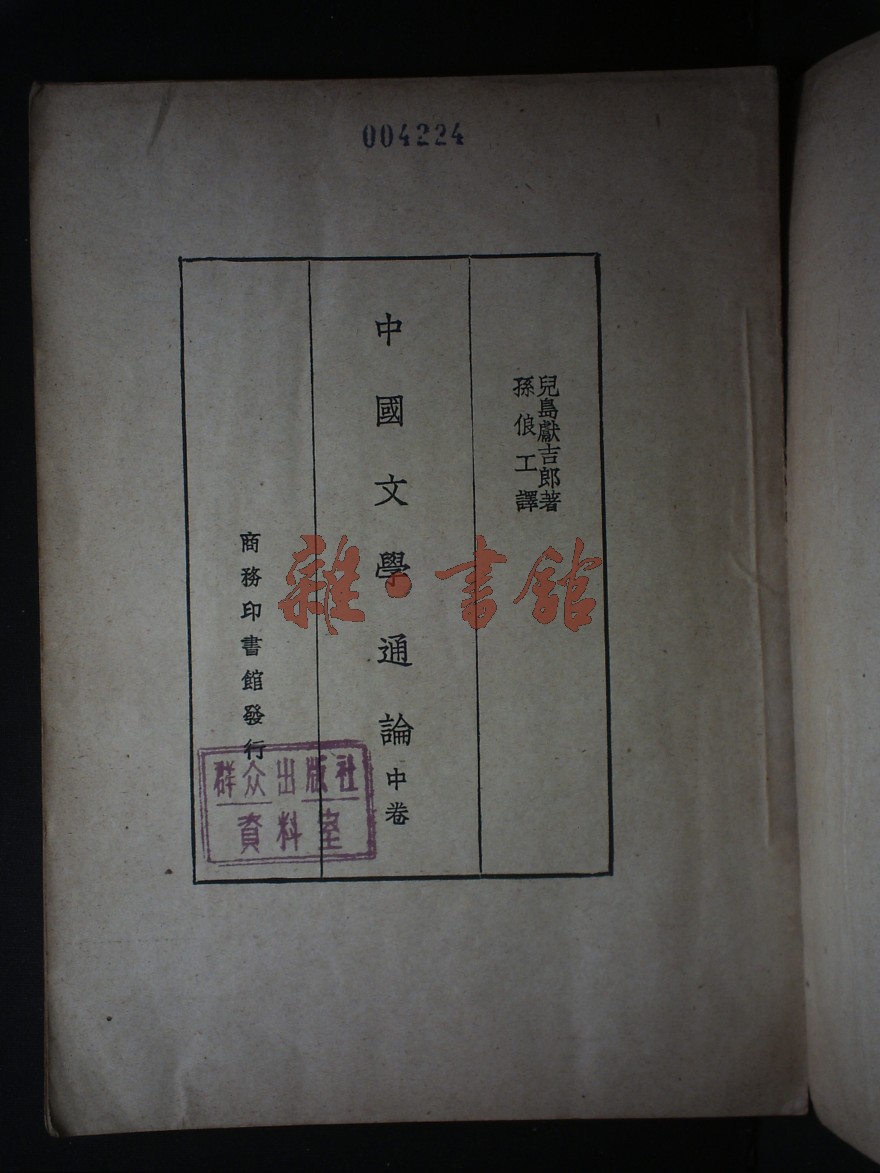 004224
兒島獻吉郎著
孫俍工譯
中國文學通論中卷
商務印書館發行
群众出版社
資料室
雜·書館